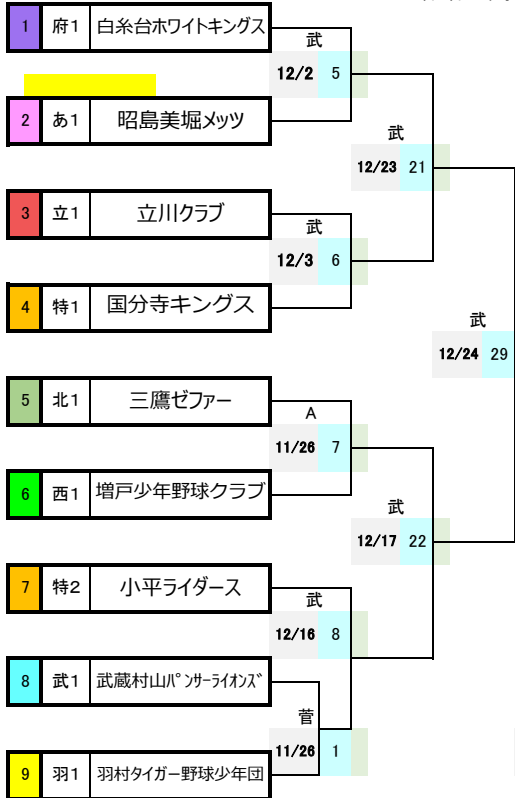 1 府1 白糸台ホワイトキングス
武
12/2 5
2 あ1 昭島美堀メッツ
武
12/23 21
3 立1 立川クラブ
武
12/3 6
4 特1 国分寺キングス
武
12/24 29
5 北1 三鷹ゼファー
A
11/26 7
6 西1 増戸少年野球クラブ
武
12/17 22
7 特2 小平ライダース
武
12/16 8
8 武1 武蔵村山パンサーライオンズ
菅
11/26 1
9 羽1 羽村タイガー野球少年団